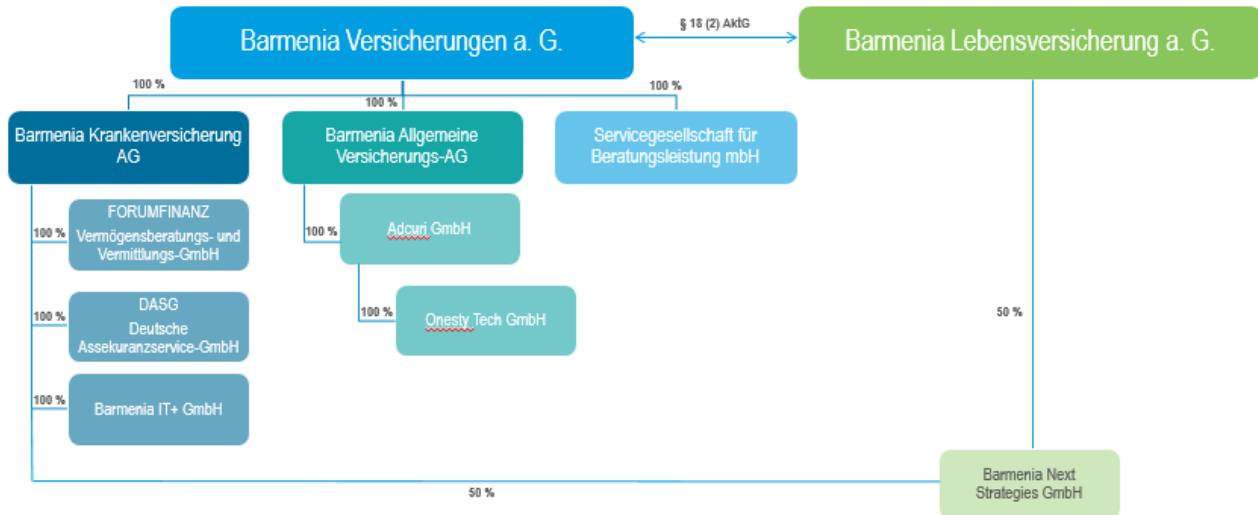 Barmenia Versicherungen a. G.
§ 18 (2) AktG
Barmenia Lebensversicherung a. G.
100 %
100 %
100 %
Barmenia Krankenversicherung
AG
Barmenia Allgemeine
Versicherungs-AG
Servicegesellschaft für
Beratungsleistung mbH
100 %
FORUMFINANZ
Vermögensberatungs- und
Vermittlungs-GmbH
100 %
Adcuri GmbH
100 %
DASG
Deutsche
Assekuranzservice-GmbH
100 %
Onesty Tech GmbH
50 %
100 %
Barmenia IT+ GmbH
50 %
Barmenia Next
Strategies GmbH